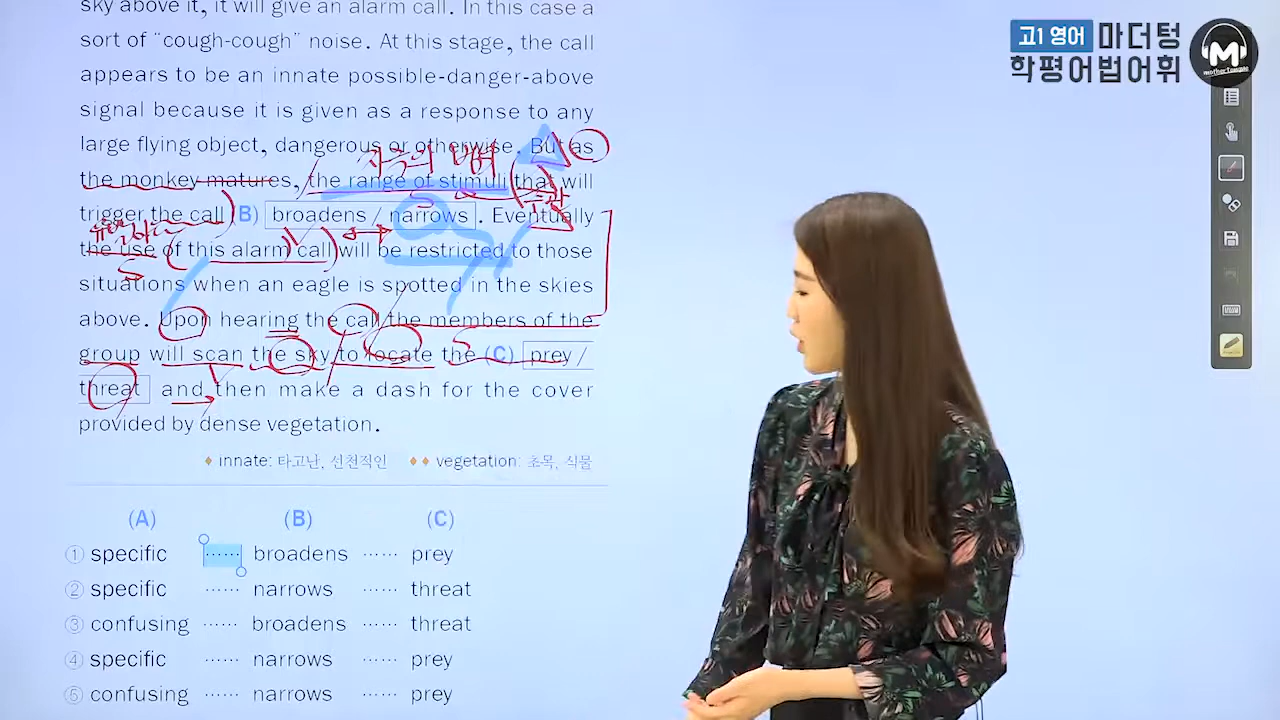 sky above it, it will give an alarm call. In this case a
sort of “cough-cough” noise. At this stage, the call
appears to be an innate possible-danger-above
signal because it is given as a response to any
large flying object, dangerous or otherwise. But as
the monkey matures, the range of stimuli that will
trigger the call (B) broadens / narrows . Eventually
the use of this alarm call will be restricted to those
situations when an eagle is spotted in the skies
above. Upon hearing the call the members of the
group will scan the sky to locate the (C) prey /
threat and then make a dash for the cover
provided by dense vegetation.
♦ innate: 타고난, 선천적인 ♦♦ vegetation: 초목, 식물
(A) (B) (C)
① specific ······ broadens ······ prey
② specific ······ narrows ······ threat
③ confusing ······ broadens ······ threat
④ specific ······ narrows ······ prey
⑤ confusing ······ narrows ······ prey
고1 영어 마더텅
학평어법어휘
M
mother tongue
자극의 범위